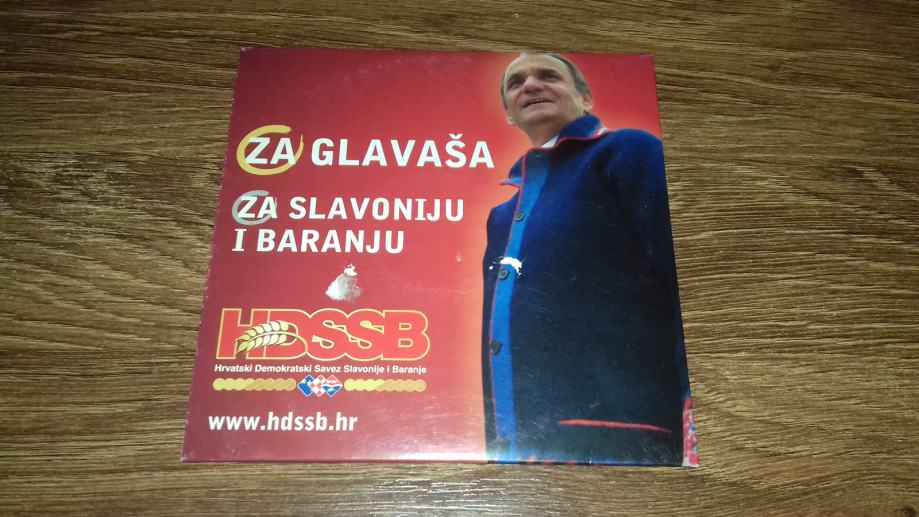 ZA GLAVAŠA
ZA SLAVONIJU
I BARANJU
HDSSB
Hrvatski Demokratski Savez Slavonije i Baranje
www.hdssb.hr